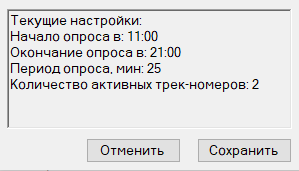 Текущие настройки:
Начало опроса в: 11:00
Окончание опроса в: 21:00
Период опроса, мин: 25
Количество активных трек-номеров: 2
Отменить
Сохранить